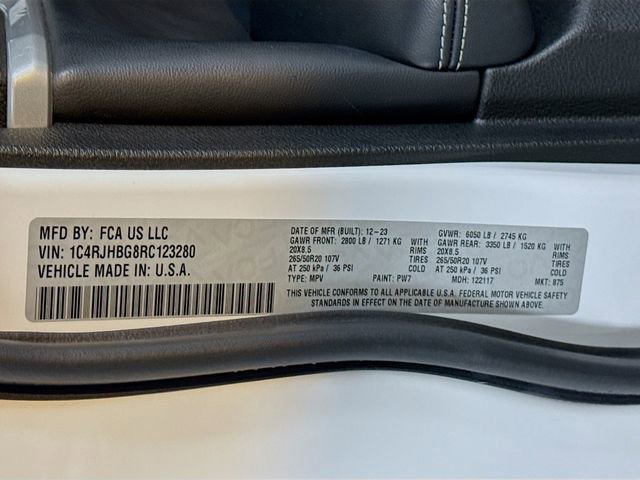 MFD BY: FCA US LLC
VIN: 1C4RJHBG8RC123280
VEHICLE MADE IN: U.S.A.
DATE OF MFR (BUILT): 12-23 GVWR: 6050 LB / 2745 KG
GAWR FRONT: 2800 LB / 1271 KG WITH GAWR REAR: 3350 LB / 1520 KG WITH
20X8.5 RIMS 20X8.5 RIMS
265/50R20 107V TIRES 265/50R20 107V TIRES
AT 250 kPa / 36 PSI AT 250 kPa / 36 PSI
TYPE: MPV PAINT: PW7 MDH: 122117 MKT: 875
THIS VEHICLE CONFORMS TO ALL APPLICABLE U.S.A. FEDERAL MOTOR VEHICLE SAFETY
STANDARDS IN EFFECT ON THE DATE OF MANUFACTURE SHOWN ABOVE.